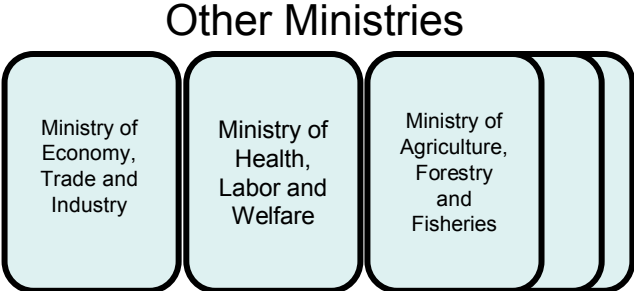 Other Ministries
Ministry of
Economy,
Trade and
Industry
Ministry of
Health,
Labor and
Welfare
Ministry of
Agriculture,
Forestry
and
Fisheries